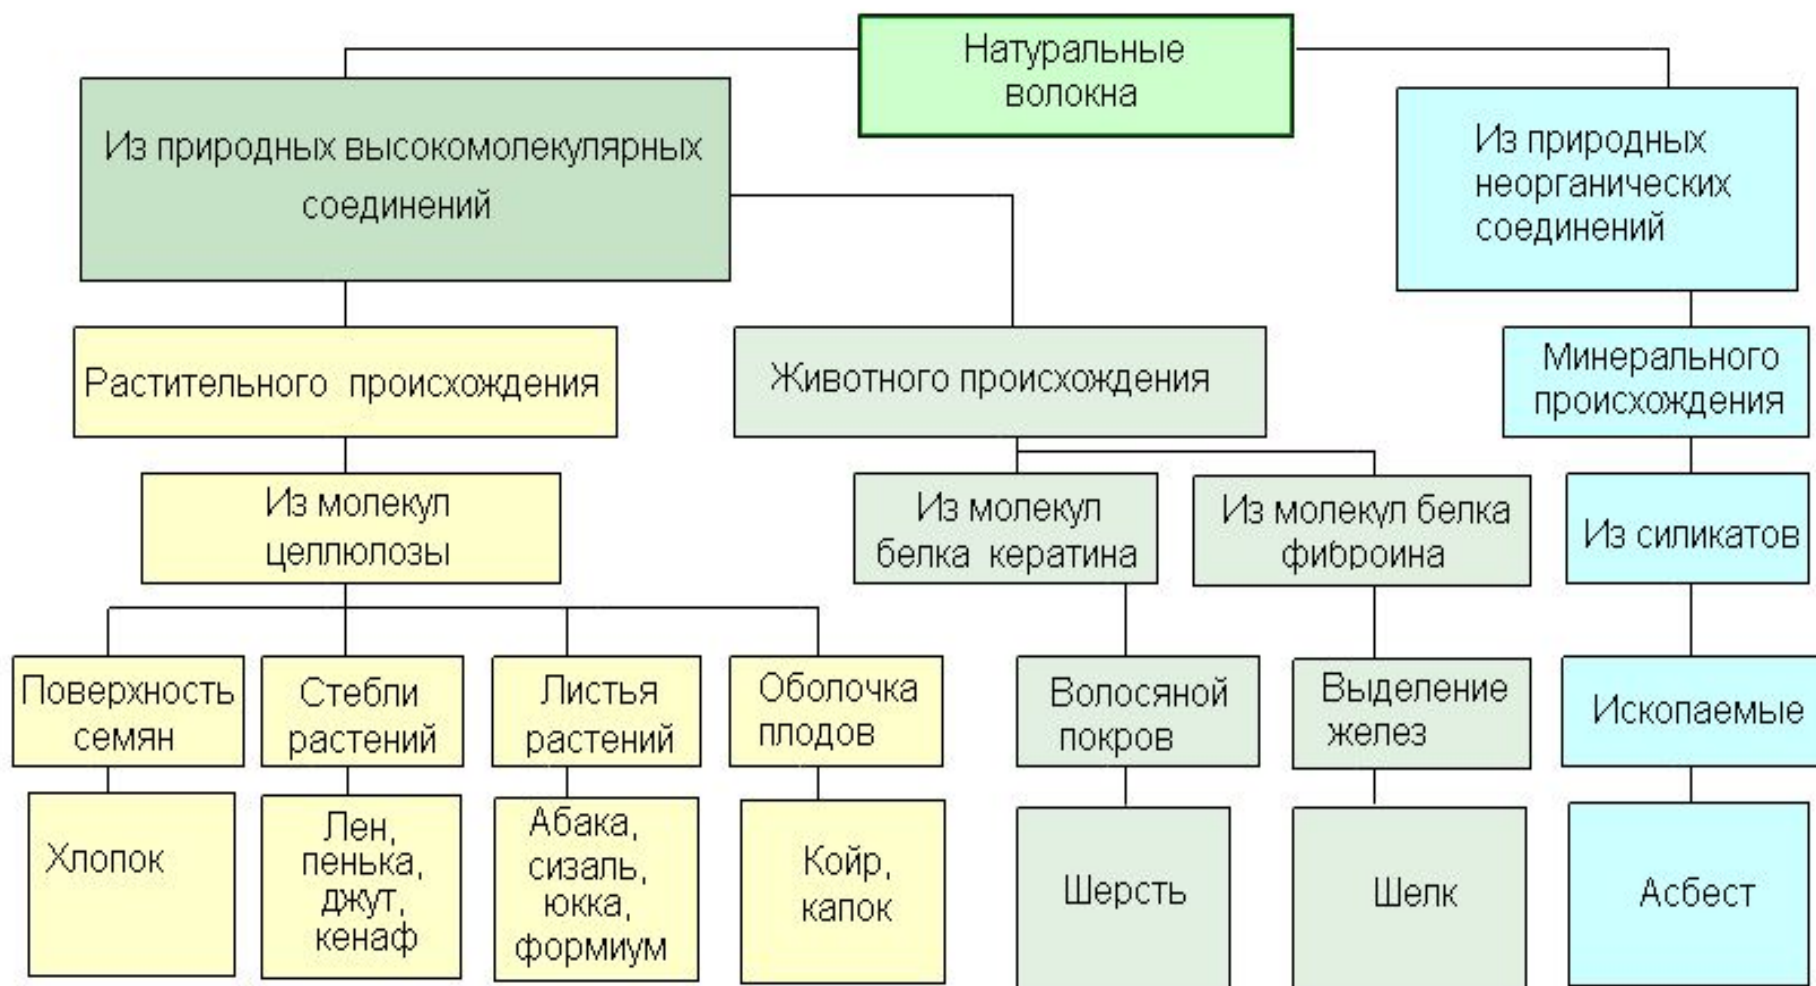 Натуральные
волокна
Из природных высокомолекулярных
соединений
Из природных
неорганических
соединений
Растительного происхождения
Животного происхождения
Минерального
происхождения
Из молекул
целлюлозы
Из молекул
белка кератина
Из молекул белка
фиброина
Из силикатов
Поверхность
семян
Стебли
растений
Листья
растений
Оболочка
плодов
Волосяной
покров
Выделение
желез
Ископаемые
Хлопок
Лен,
пенька,
джут,
кенаф
Абака,
сизаль,
юкка,
формиум
Койр,
капок
Шерсть
Шелк
Асбест